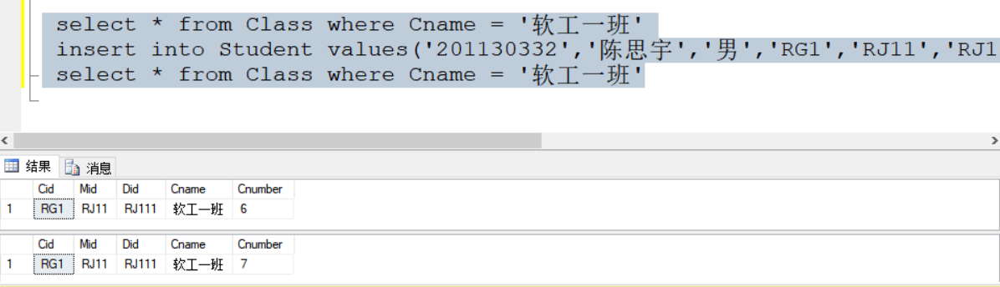 select * from Class where Cname = '软工一班'
insert into Student values('201130332','陈思宇','男','RG1','RJ11','RJ1
select * from Class where Cname = '软工一班'
结果 消息
Cid Mid Did Cname Cnumber
1 RG1 RJ11 RJ111 软工一班 6
Cid Mid Did Cname Cnumber
1 RG1 RJ11 RJ111 软工一班 7